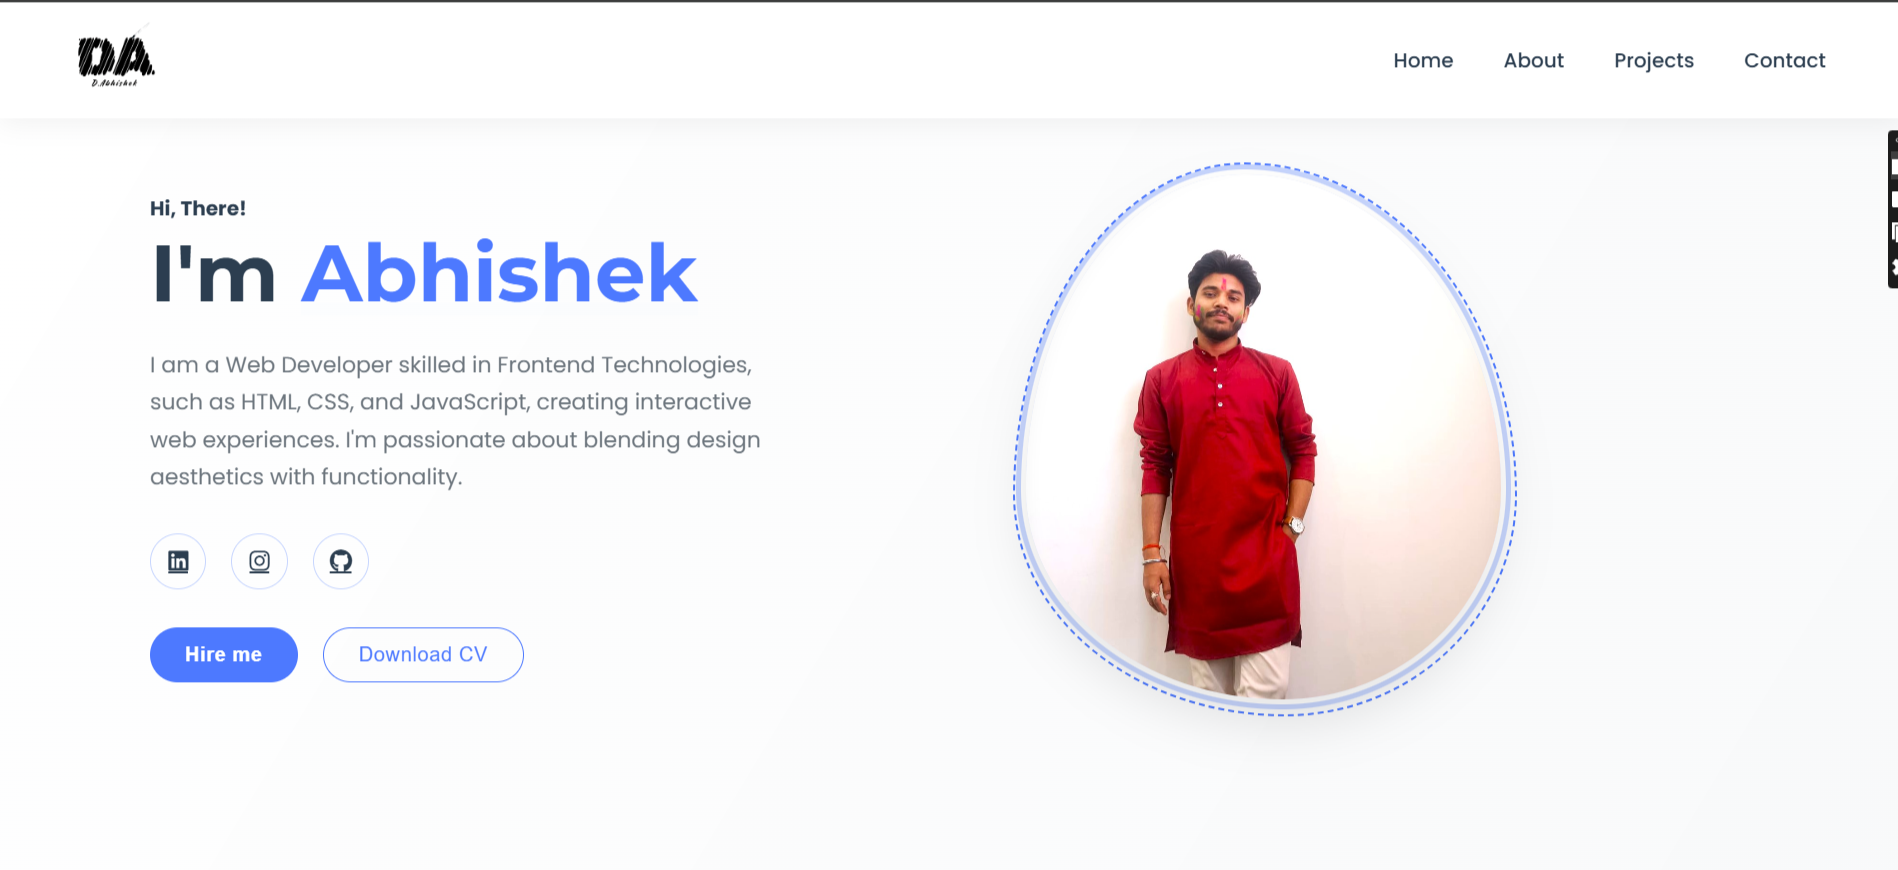 DA
D.Abhishek
Home About Projects Contact
Hi, There!
I'm Abhishek
I am a Web Developer skilled in Frontend Technologies,
such as HTML, CSS, and JavaScript, creating interactive
web experiences. I'm passionate about blending design
aesthetics with functionality.
in
Hire me Download CV